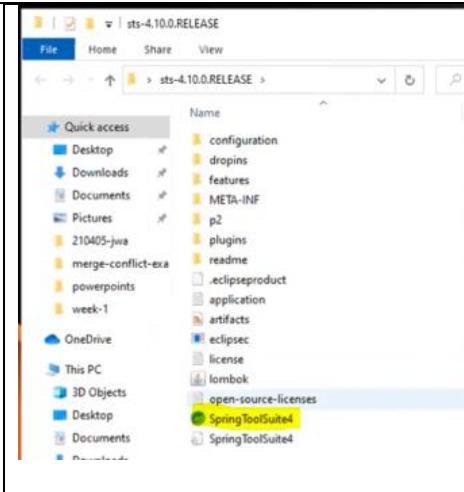 sts-4.10.0.RELEASE
File Home Share View
sts-4.10.0.RELEASE
Name
Quick access
Desktop
Downloads
Documents
Pictures
210405-jwa
merge-conflict-exa
powerpoints
week-1
OneDrive
This PC
3D Objects
Desktop
Documents
Downloads
configuration
dropins
features
META-INF
p2
plugins
readme
.eclipseproduct
application
artifacts
eclipsec
license
lombok
open-source-licenses
SpringToolSuite4
SpringToolSuite4